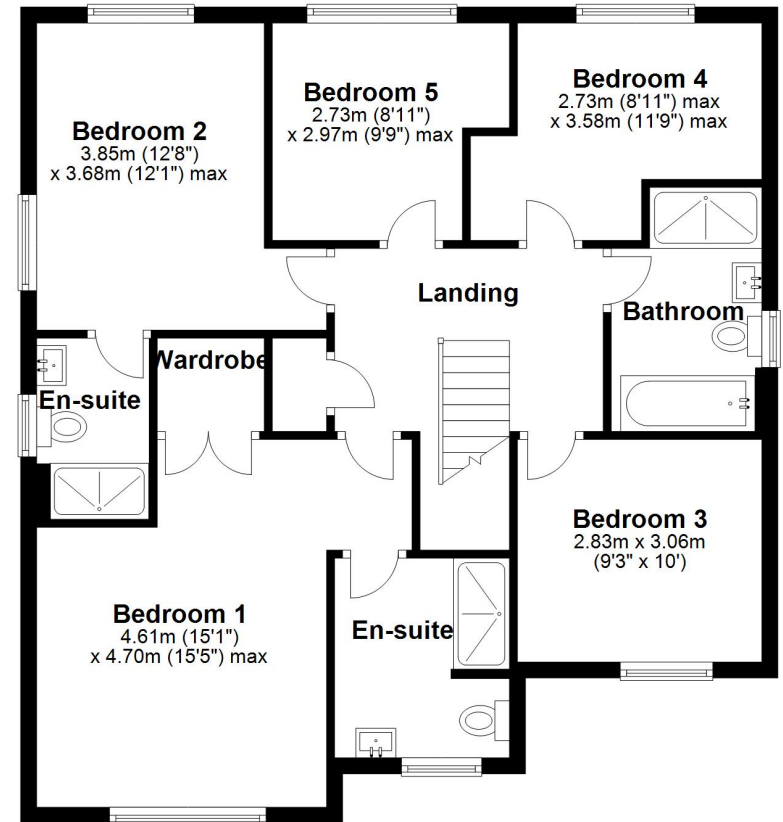 Bedroom 2
3.85m (12'8")
x 3.68m (12'1") max
Bedroom 5
2.73m (8'11")
x 2.97m (9'9") max
Bedroom 4
2.73m (8'11") max
x 3.58m (11'9") max
Landing
Bathroom
Wardrobe
En-suite
Bedroom 3
2.83m x 3.06m
(9'3" x 10')
Bedroom 1
4.61m (15'1")
x 4.70m (15'5") max
En-suite